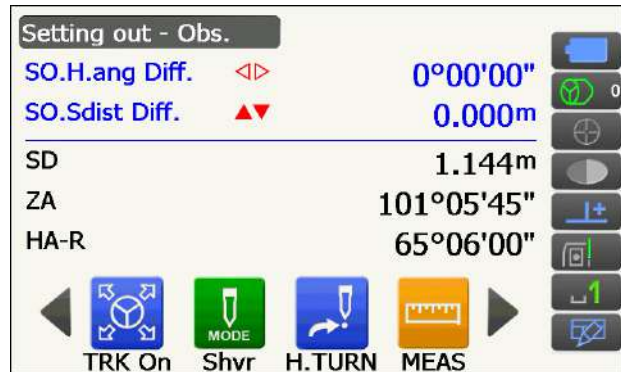 Setting out - Obs.
SO.H.ang Diff. 0°00'00"
SO.Sdist Diff. 0.000m
SD 1.144m
ZA 101°05'45"
HA-R 65°06'00"
0
1
MODE
TRK On Shvr H.TURN MEAS